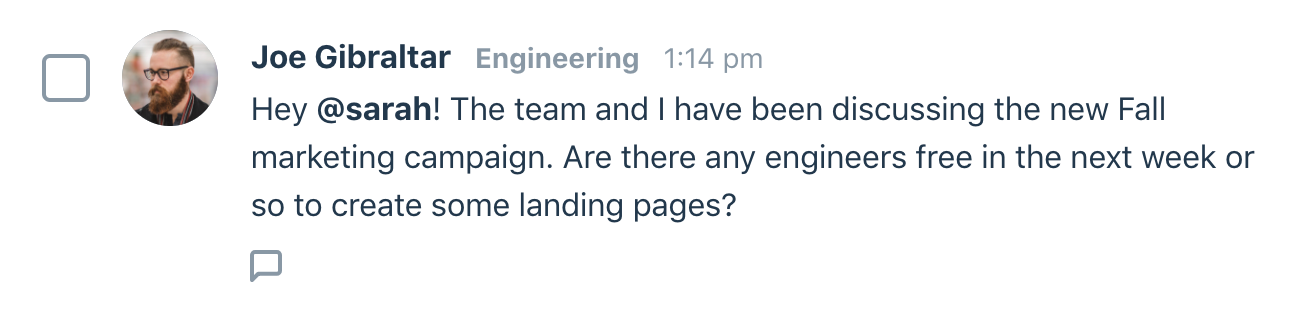 Joe Gibraltar Engineering 1:14 pm
Hey @sarah! The team and I have been discussing the new Fall
marketing campaign. Are there any engineers free in the next week or
so to create some landing pages?